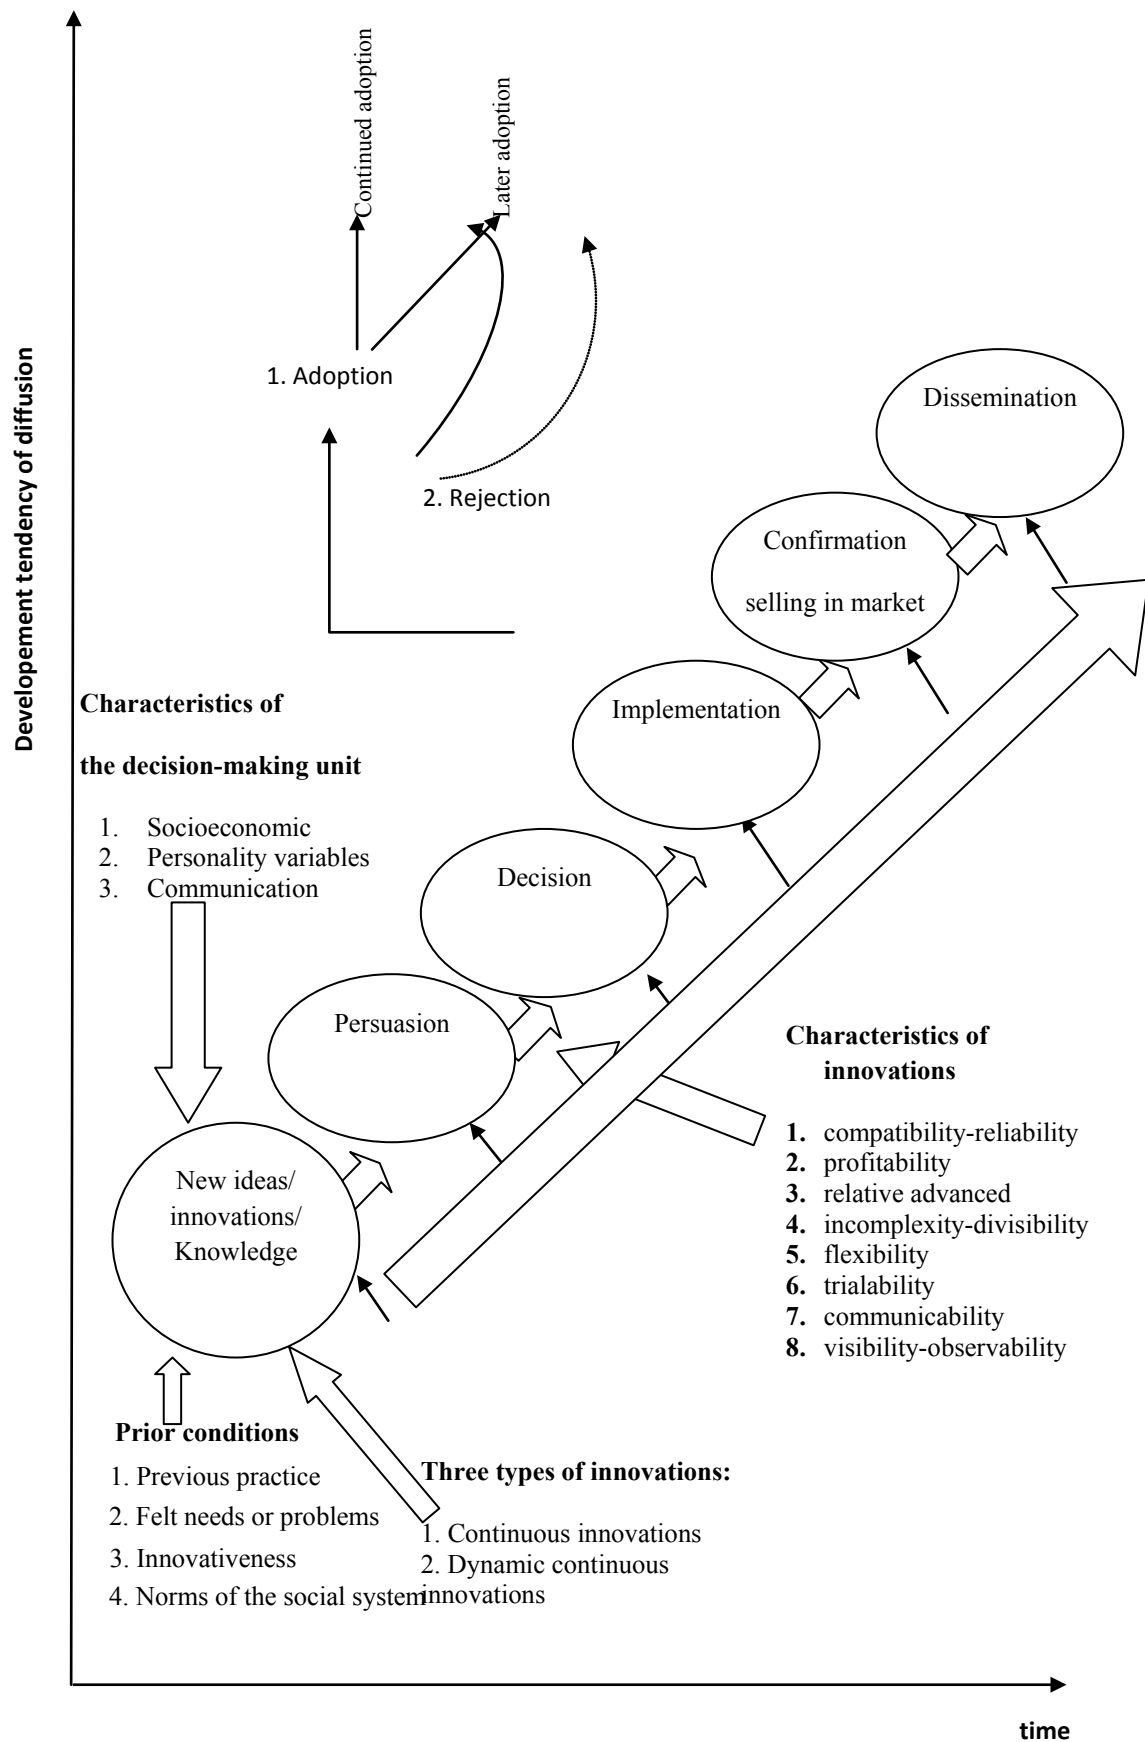 Continued adoption
Later adoption
Developement tendency of diffusion
1. Adoption
2. Rejection
Dissemination
Confirmation
selling in market
Implementation
Decision
Persuasion
New ideas/
innovations/
Knowledge
Characteristics of
the decision-making unit
1. Socioeconomic
2. Personality variables
3. Communication
Characteristics of
innovations
1. compatibility-reliability
2. profitability
3. relative advanced
4. incomplexity-divisibility
5. flexibility
6. trialability
7. communicability
8. visibility-observability
Prior conditions
1. Previous practice
2. Felt needs or problems
3. Innovativeness
4. Norms of the social system
Three types of innovations:
1. Continuous innovations
2. Dynamic continuous
innovations
time